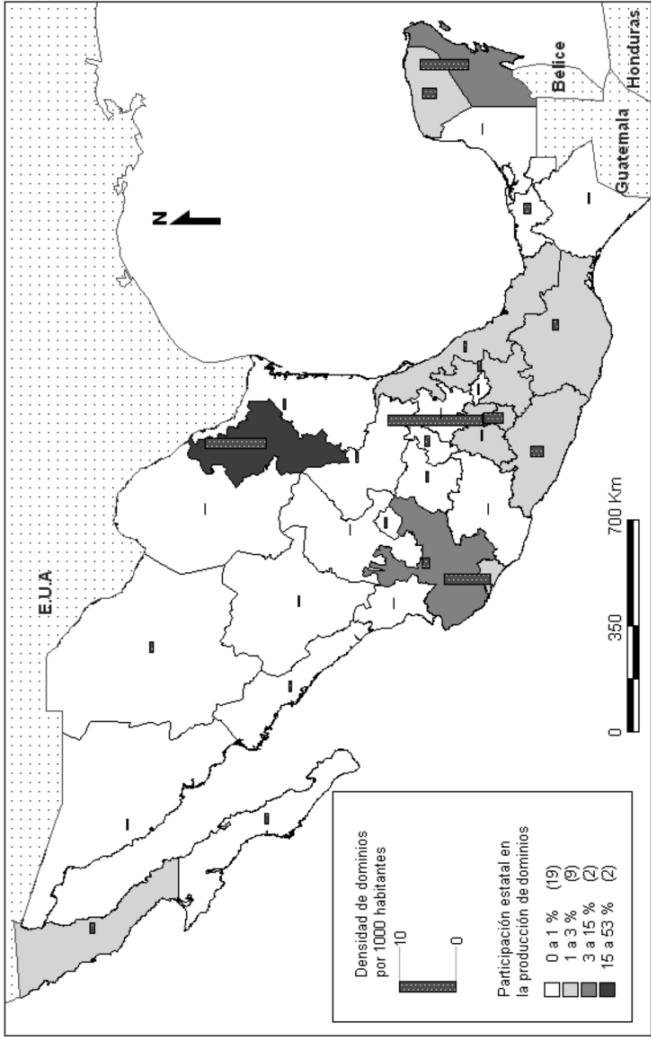 E.U.A
N
Belice
Guatemala
Honduras
0 350 700 Km
Densidad de dominios
por 1000 habitantes
10
0
Participación estatal en
la producción de dominios
0 a 1 % (19)
1 a 3 % (9)
3 a 15 % (2)
15 a 53 % (2)